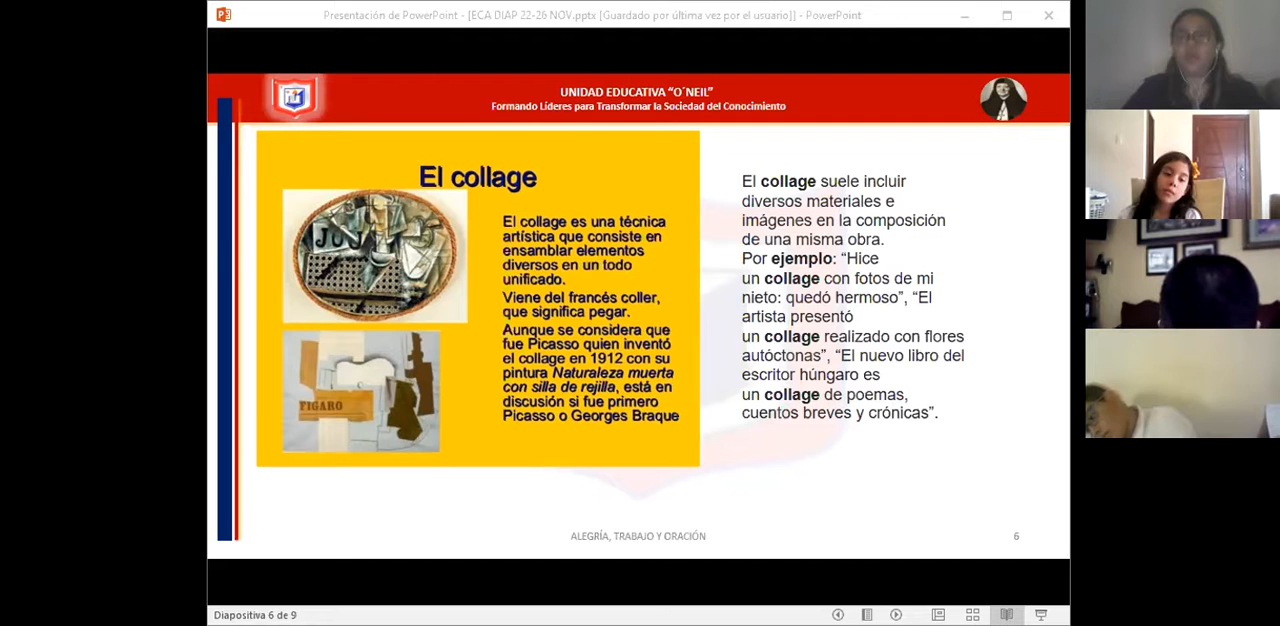 Presentación de PowerPoint - [ECA DIAP 22-26 NOV.pptx [Guardado por última vez por el usuario]] - PowerPoint
UNIDAD EDUCATIVA “O´NEIL”
Formando Líderes para Transformar la Sociedad del Conocimiento
El collage
JOU
FIGARO
El collage es una técnica
artística que consiste en
ensamblar elementos
diversos en un todo
unificado.
Viene del francés coller,
que significa pegar.
Aunque se considera que
fue Picasso quien inventó
el collage en 1912 con su
pintura Naturaleza muerta
con silla de rejilla, está en
discusión si fue primero
Picasso o Georges Braque
El collage suele incluir
diversos materiales e
imágenes en la composición
de una misma obra.
Por ejemplo: “Hice
un collage con fotos de mi
nieto: quedó hermoso”, “El
artista presentó
un collage realizado con flores
autóctonas”, “El nuevo libro del
escritor húngaro es
un collage de poemas,
cuentos breves y crónicas”.
ALEGRÍA, TRABAJO Y ORACIÓN
6
Diapositiva 6 de 9